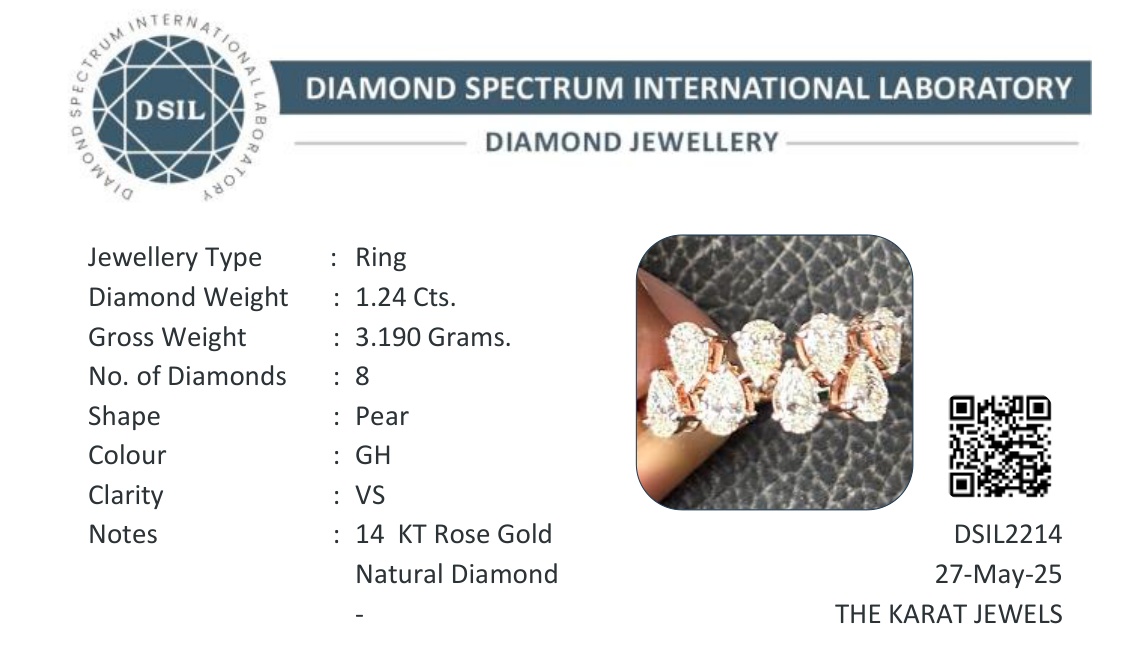 DIAMOND SPECTRUM INTERNATIONAL LABORATORY
DSIL
DIAMOND SPECTRUM INTERNATIONAL LABORATORY
DIAMOND JEWELLERY
Jewellery Type : Ring
Diamond Weight : 1.24 Cts.
Gross Weight : 3.190 Grams.
No. of Diamonds : 8
Shape : Pear
Colour : GH
Clarity : VS
Notes : 14 KT Rose Gold
Natural Diamond
-
DSIL2214
27-May-25
THE KARAT JEWELS